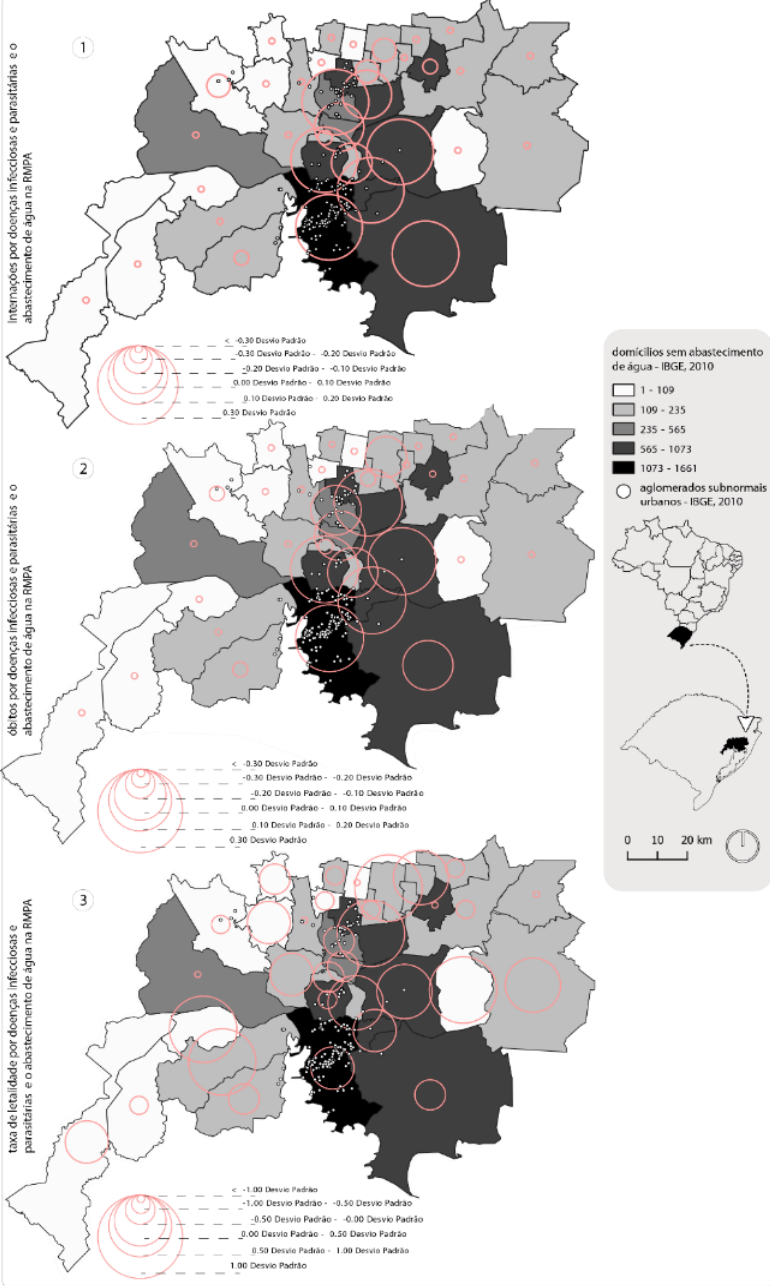 1
Internações por doenças infecciosas e parasitárias e o
abastecimento de água na RMPA
< -0.30 Desvio Padrão
-0.30 Desvio Padrão - -0.20 Desvio Padrão
-0.20 Desvio Padrão - -0.10 Desvio Padrão
0.00 Desvio Padrão - 0.10 Desvio Padrão
0.10 Desvio Padrão - 0.20 Desvio Padrão
0.30 Desvio Padrão
2
óbitos por doenças infecciosas e parasitárias e o
abastecimento de água na RMPA
< -0.30 Desvio Padrão
-0.30 Desvio Padrão - -0.20 Desvio Padrão
-0.20 Desvio Padrão - -0.10 Desvio Padrão
0.00 Desvio Padrão - 0.10 Desvio Padrão
0.10 Desvio Padrão - 0.20 Desvio Padrão
0.30 Desvio Padrão
3
taxa de letalidade por doenças infecciosas e
parasitárias e o abastecimento de água na RMPA
< -1.00 Desvio Padrão
-1.00 Desvio Padrão - -0.50 Desvio Padrão
-0.50 Desvio Padrão - -0.00 Desvio Padrão
0.00 Desvio Padrão - 0.50 Desvio Padrão
0.50 Desvio Padrão - 1.00 Desvio Padrão
1.00 Desvio Padrão
domicílios sem abastecimento
de água - IBGE, 2010
1 - 109
109 - 235
235 - 565
565 - 1073
1073 - 1661
aglomerados subnormais
urbanos - IBGE, 2010
0 10 20 km